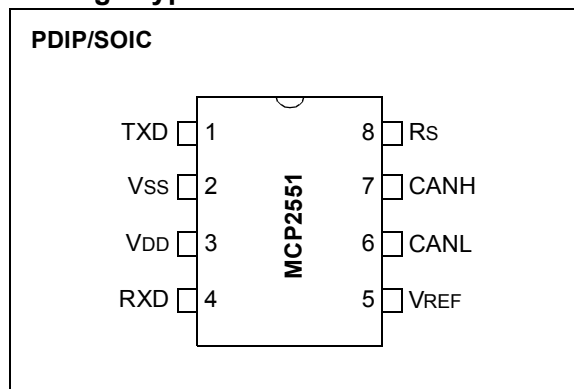 PDIP/SOIC
TXD 1 8 RS
VSS 2 7 CANH
VDD 3 6 CANL
RXD 4 5 VREF
MCP2551